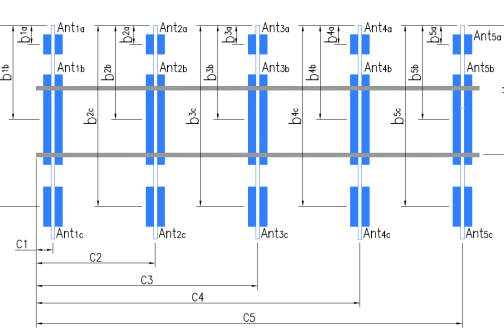 Ant1a Ant2a Ant3a Ant4a Ant5a
b1a b2a b3a b4a b5a
Ant1b Ant2b Ant3b Ant4b Ant5b
b1b b2b b3b b4b b5b
b2c b3c b4c b5c
Ant1c Ant2c Ant3c Ant4c Ant5c
C1
C2
C3
C4
C5